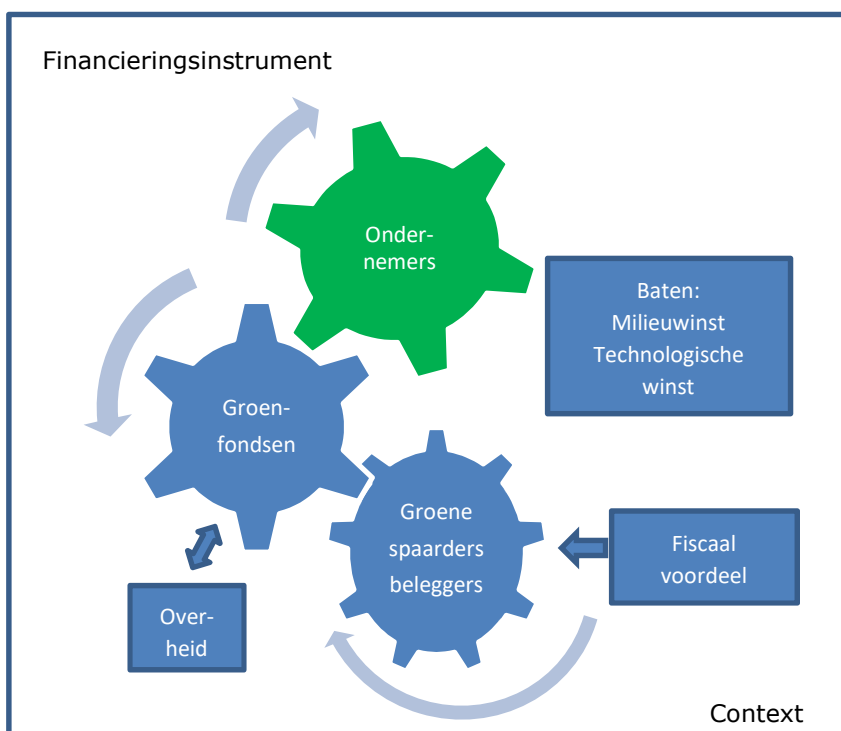 Financieringsinstrument
Onder-
nemers
Baten:
Milieuwinst
Technologische
winst
Groen-
fondsen
Groene
spaarders
beleggers
Fiscaal
voordeel
Over-
heid
Context